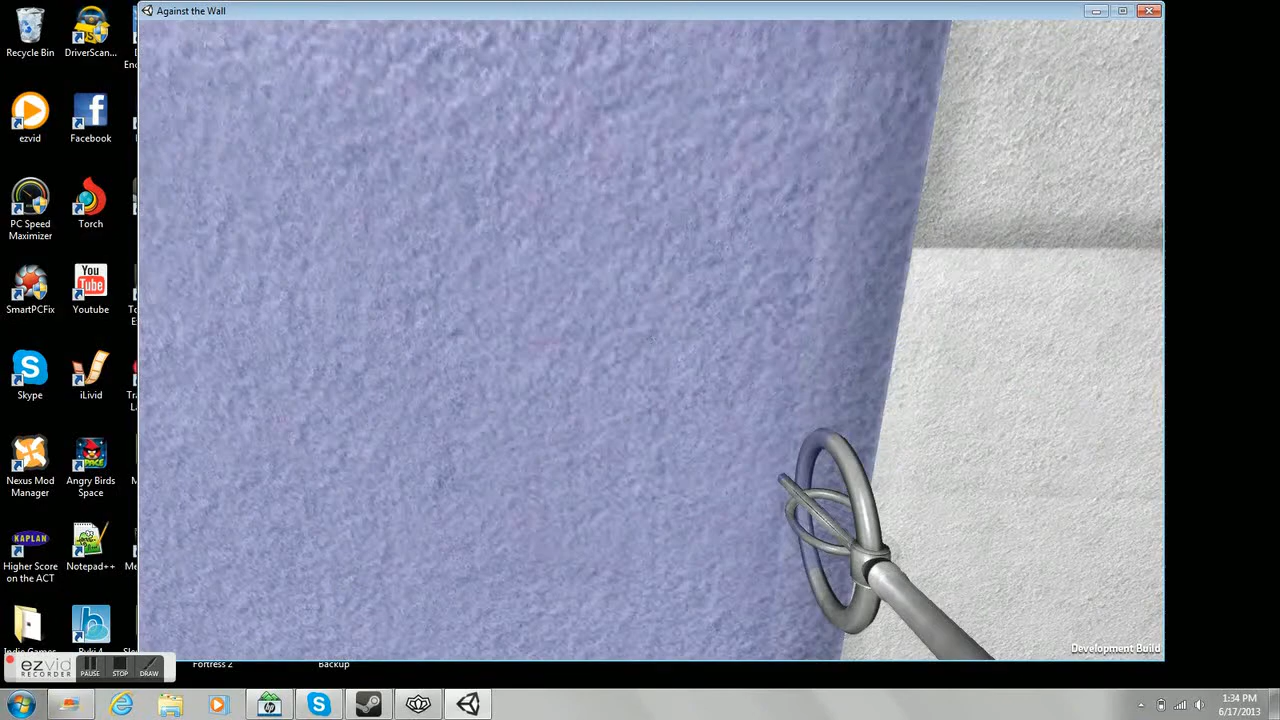 Against the Wall
Recycle Bin
DriverScan...
ezvid
Facebook
PC Speed
Maximizer
Torch
SmartPCFix
You
Tube
Youtube
Skype
iLivid
Nexus Mod
Manager
Angry Birds
Space
KAPLAN
Higher Score
on the ACT
Notepad++
Fortress 2
Backup
ezvid
RECORDER
PAUSE
STOP
DRAW
Development Build
1:34 PM
6/17/2013